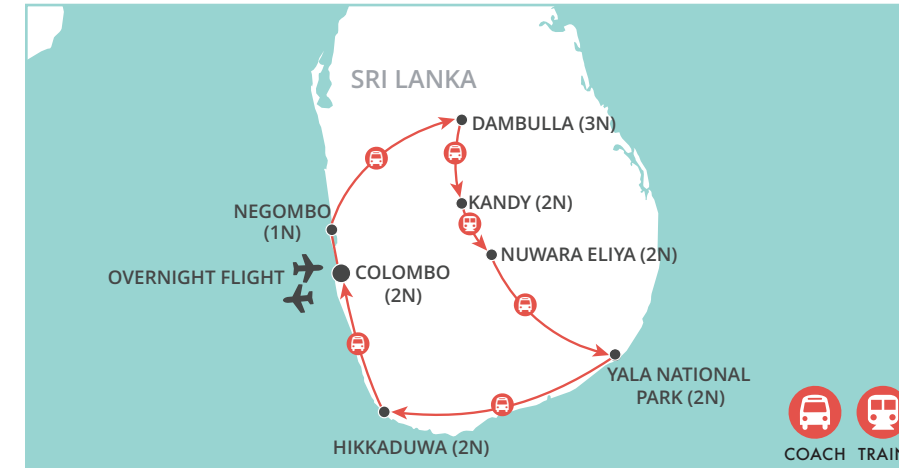 SRI LANKA
DAMBULLA (3N)
KANDY (2N)
NEGOMBO
(1N)
NUWARA ELIYA (2N)
OVERNIGHT FLIGHT
COLOMBO
(2N)
YALA NATIONAL
PARK (2N)
HIKKADUWA (2N)
COACH TRAIN